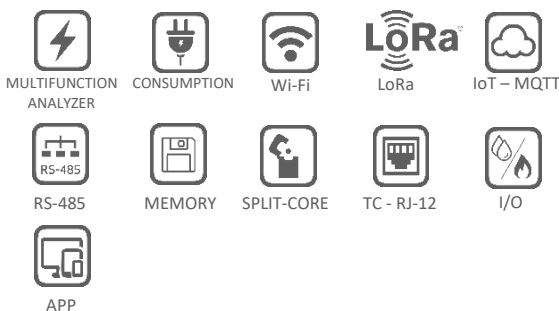 LoRa
MULTIFUNCTION
ANALYZER
CONSUMPTION
Wi-Fi
LoRa
IoT – MQTT
RS-485
RS-485
MEMORY
SPLIT-CORE
TC - RJ-12
I/O
APP